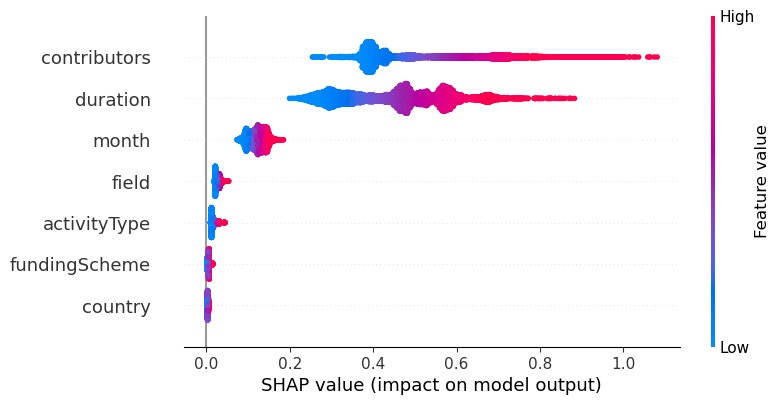 High
contributors
duration
month
field
activityType
fundingScheme
country
Feature value
Low
0.0 0.2 0.4 0.6 0.8 1.0
SHAP value (impact on model output)